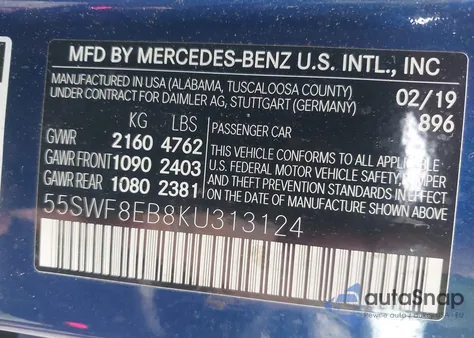 MFD BY MERCEDES-BENZ U.S. INTL., INC
MANUFACTURED IN USA (ALABAMA, TUSCALOOSA COUNTY)
UNDER CONTRACT FOR DAIMLER AG, STUTTGART (GERMANY)
02/19
896
KG LBS
GVWR 2160 4762
GAWR FRONT 1090 2403
GAWR REAR 1080 2381
PASSENGER CAR
THIS VEHICLE CONFORMS TO ALL APPLICABLE
U.S. FEDERAL MOTOR VEHICLE SAFETY, BUMPER
AND THEFT PREVENTION STANDARDS IN EFFECT
ON THE DATE OF MANUFACTURE SHOWN ABOVE
55SWF8EB8KU313124
autoSnap
Pewne auto z